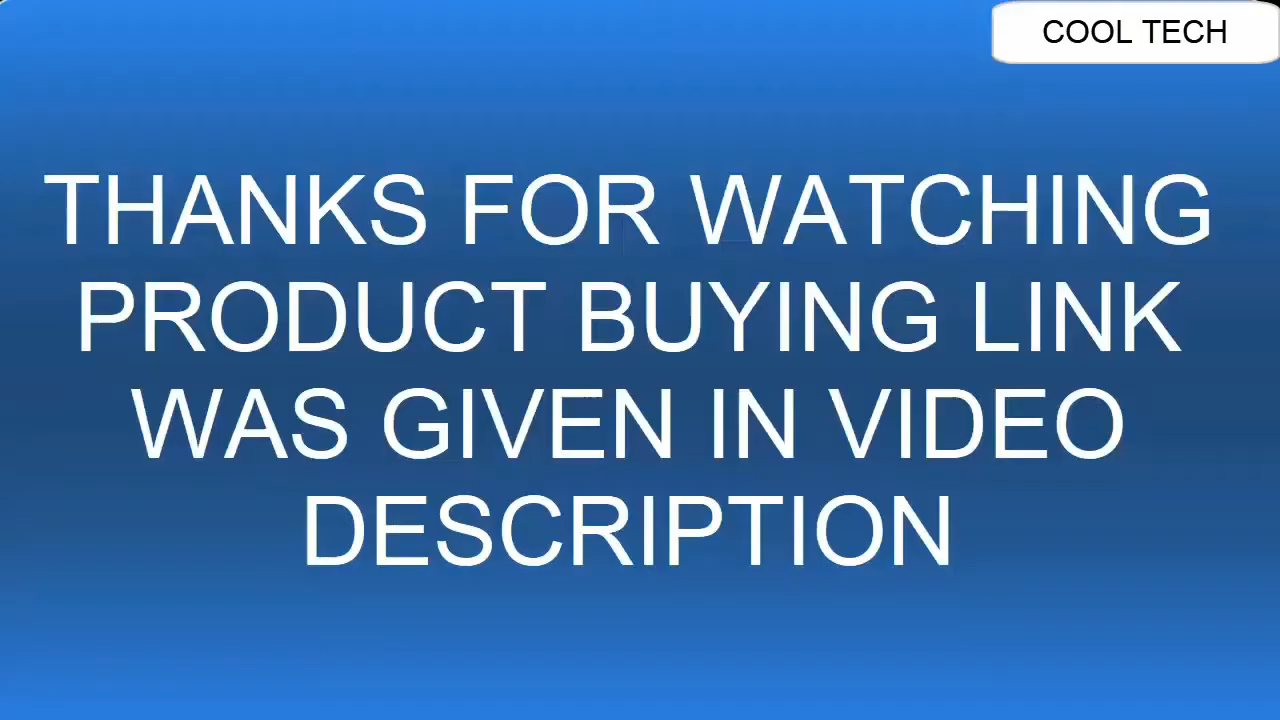 COOL TECH
THANKS FOR WATCHING
PRODUCT BUYING LINK
WAS GIVEN IN VIDEO
DESCRIPTION